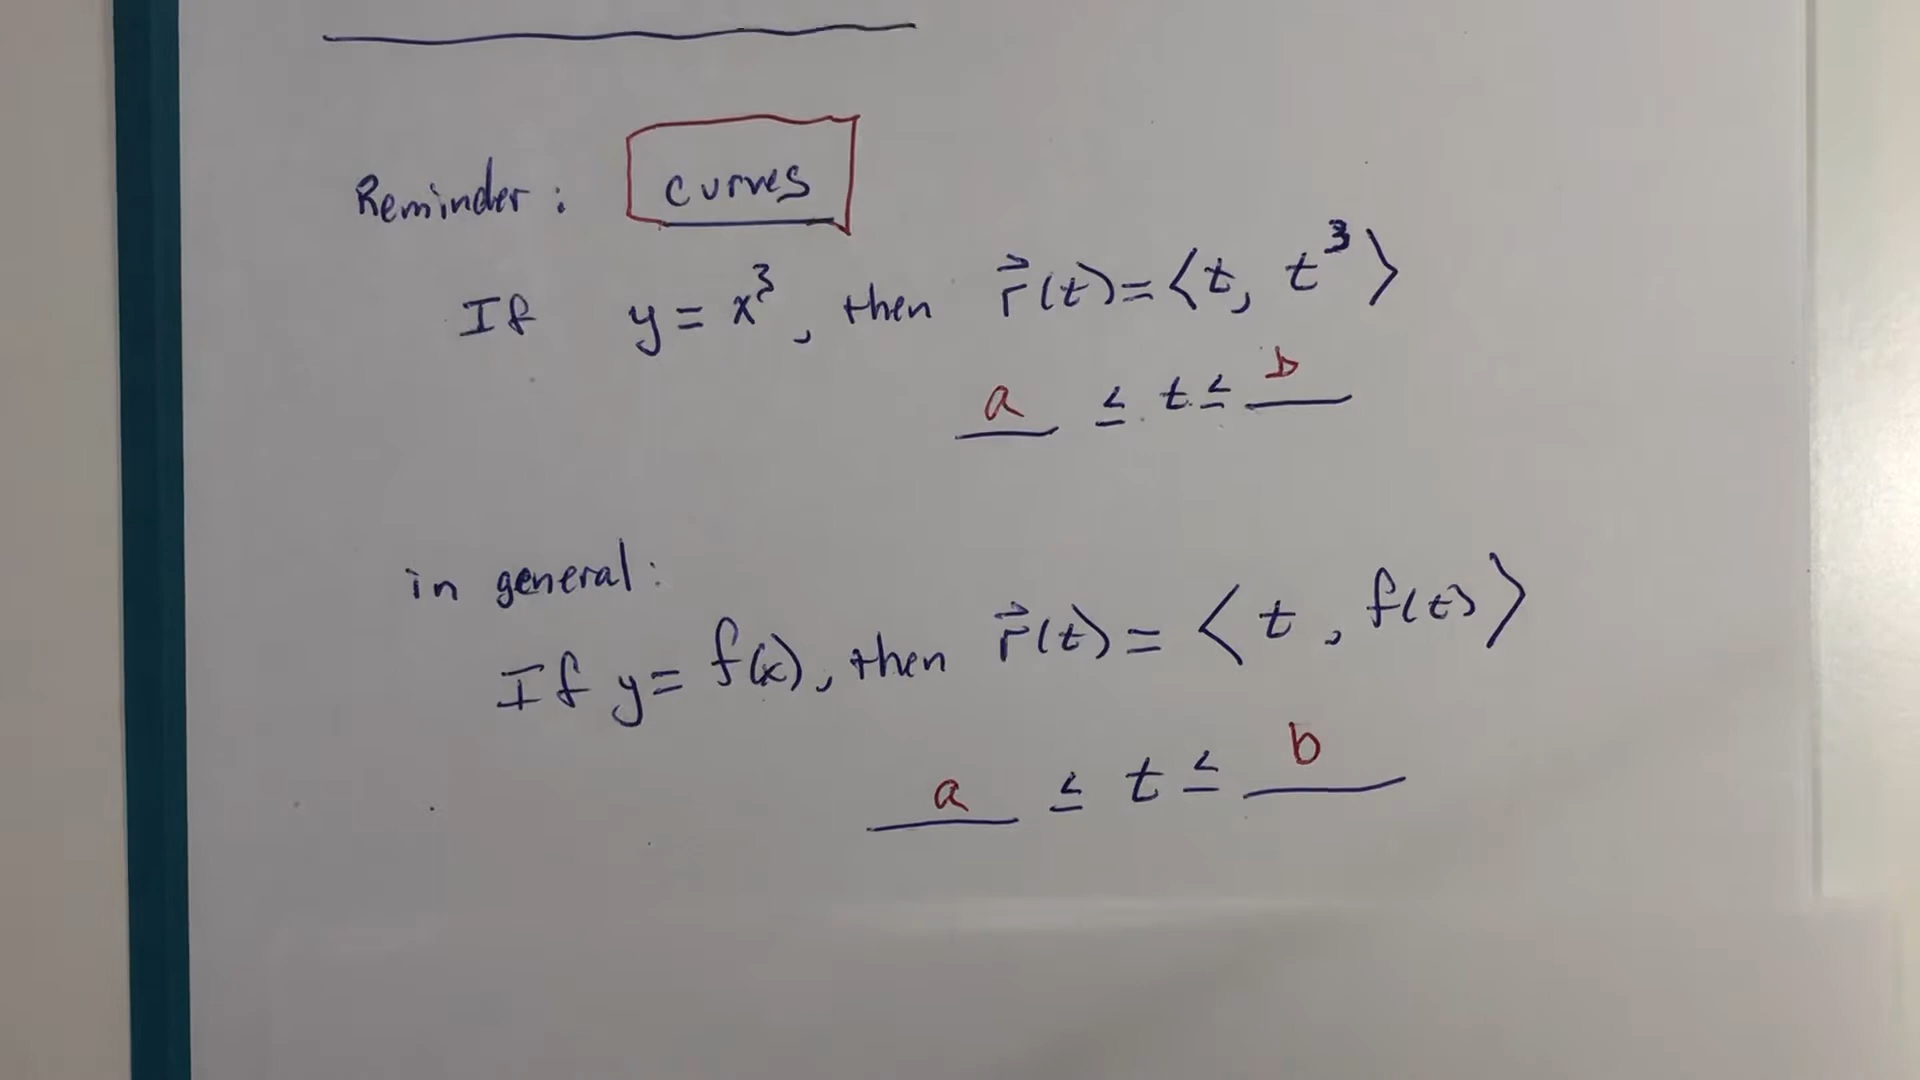 Reminder: curves
If y = x³, then r⃗(t) = ⟨t, t³⟩
a ≤ t ≤ b
in general:
If y = f(x), then r⃗(t) = ⟨t, f(t)⟩
a ≤ t ≤ b